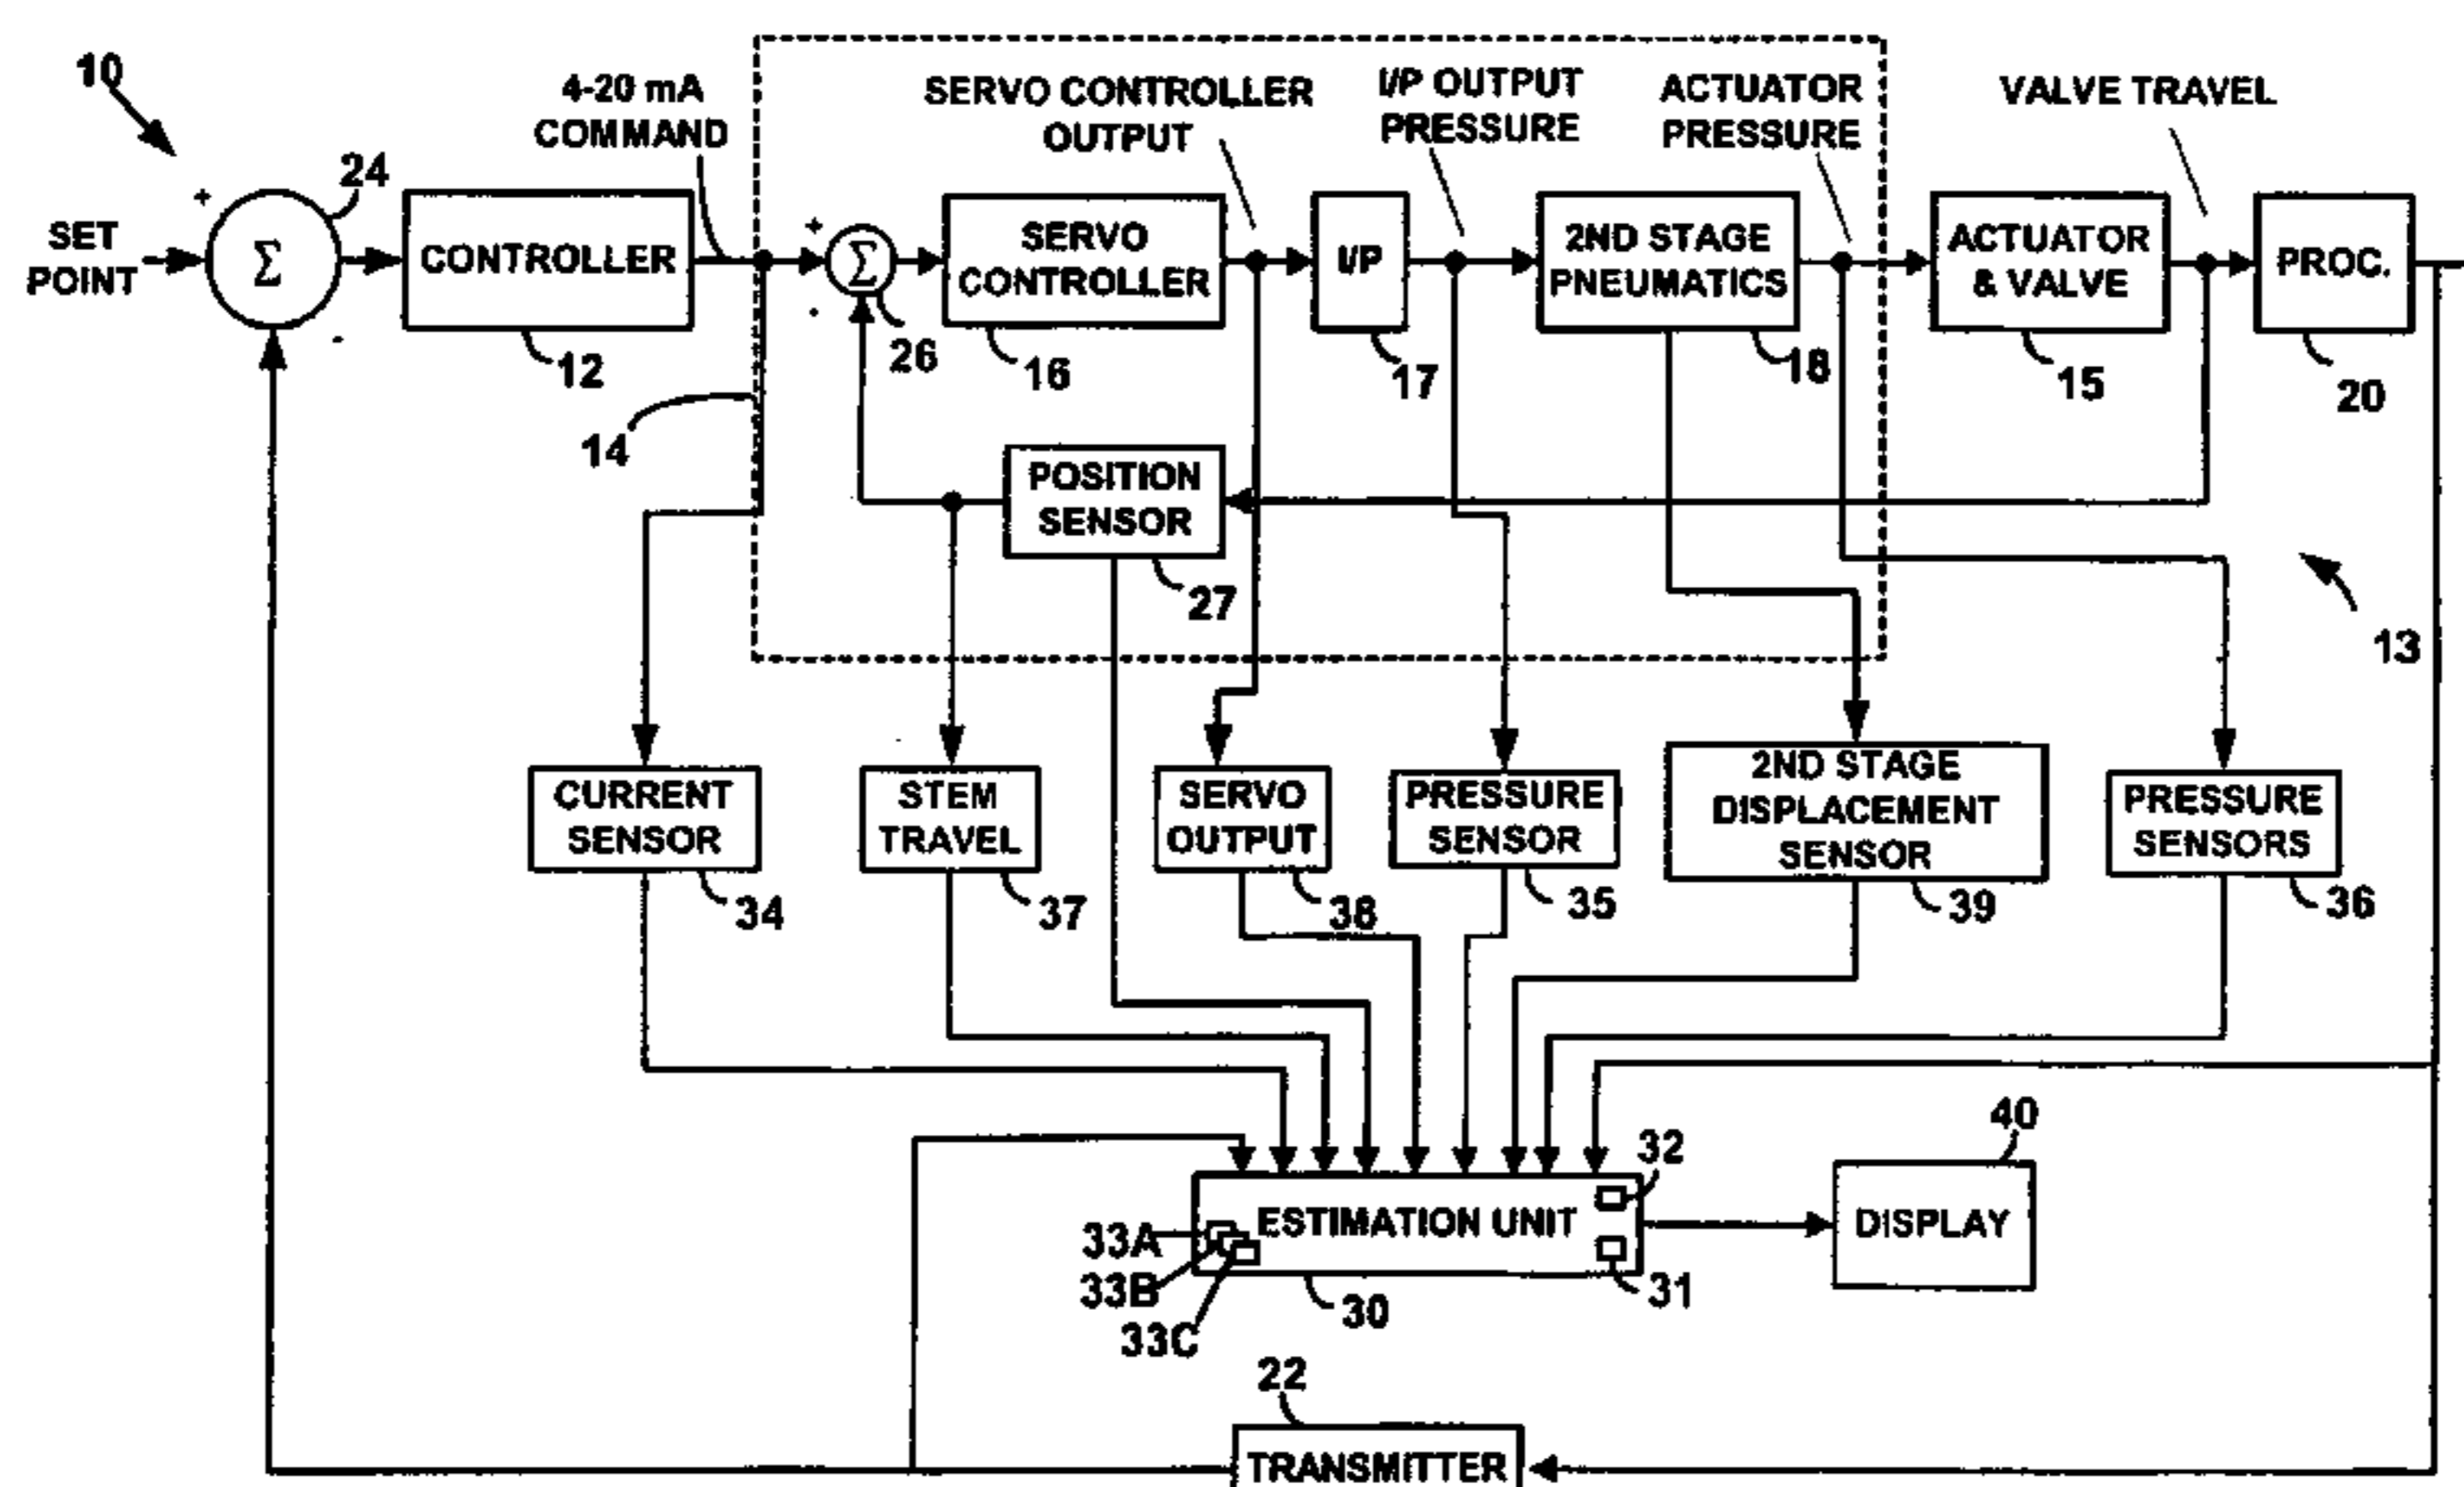 10
4-20 mA
COMMAND
SERVO CONTROLLER
OUTPUT
I/P OUTPUT
PRESSURE
ACTUATOR
PRESSURE
VALVE TRAVEL
24
+
SET
POINT
Σ
-
CONTROLLER
12
+
Σ
-
26
SERVO
CONTROLLER
16
I/P
17
2ND STAGE
PNEUMATICS
18
ACTUATOR
& VALVE
15
PROC.
20
14
POSITION
SENSOR
27
13
CURRENT
SENSOR
34
STEM
TRAVEL
37
SERVO
OUTPUT
38
PRESSURE
SENSOR
35
2ND STAGE
DISPLACEMENT
SENSOR
39
PRESSURE
SENSORS
36
32
40
ESTIMATION UNIT
DISPLAY
33A
33B
33C
30
31
22
TRANSMITTER